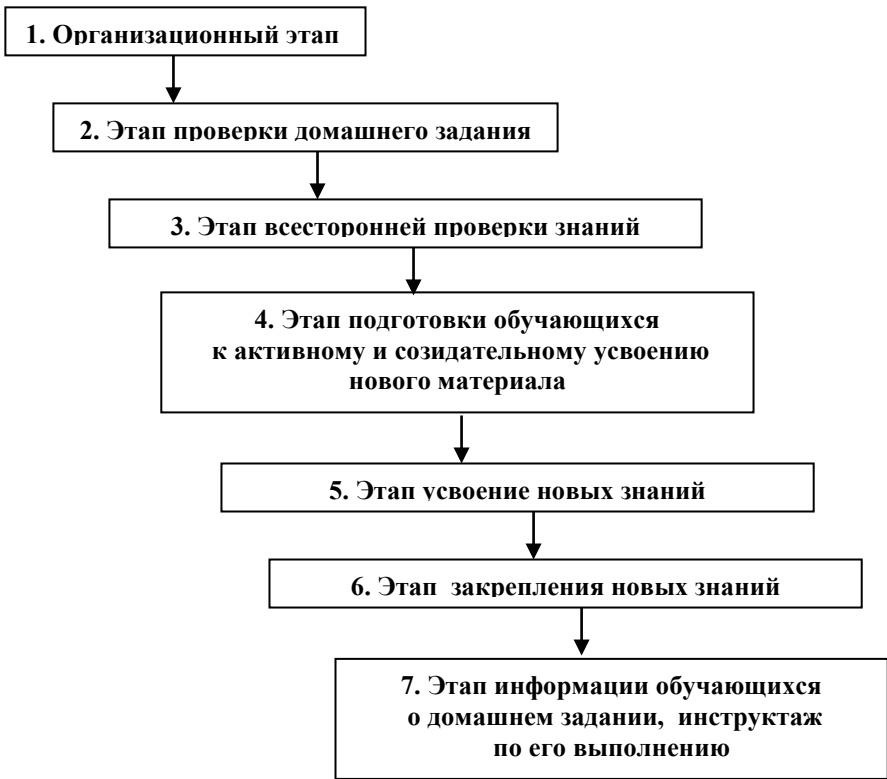 1. Организационный этап
2. Этап проверки домашнего задания
3. Этап всесторонней проверки знаний
4. Этап подготовки обучающихся
к активному и созидательному усвоению
нового материала
5. Этап усвоение новых знаний
6. Этап закрепления новых знаний
7. Этап информации обучающихся
о домашнем задании, инструктаж
по его выполнению